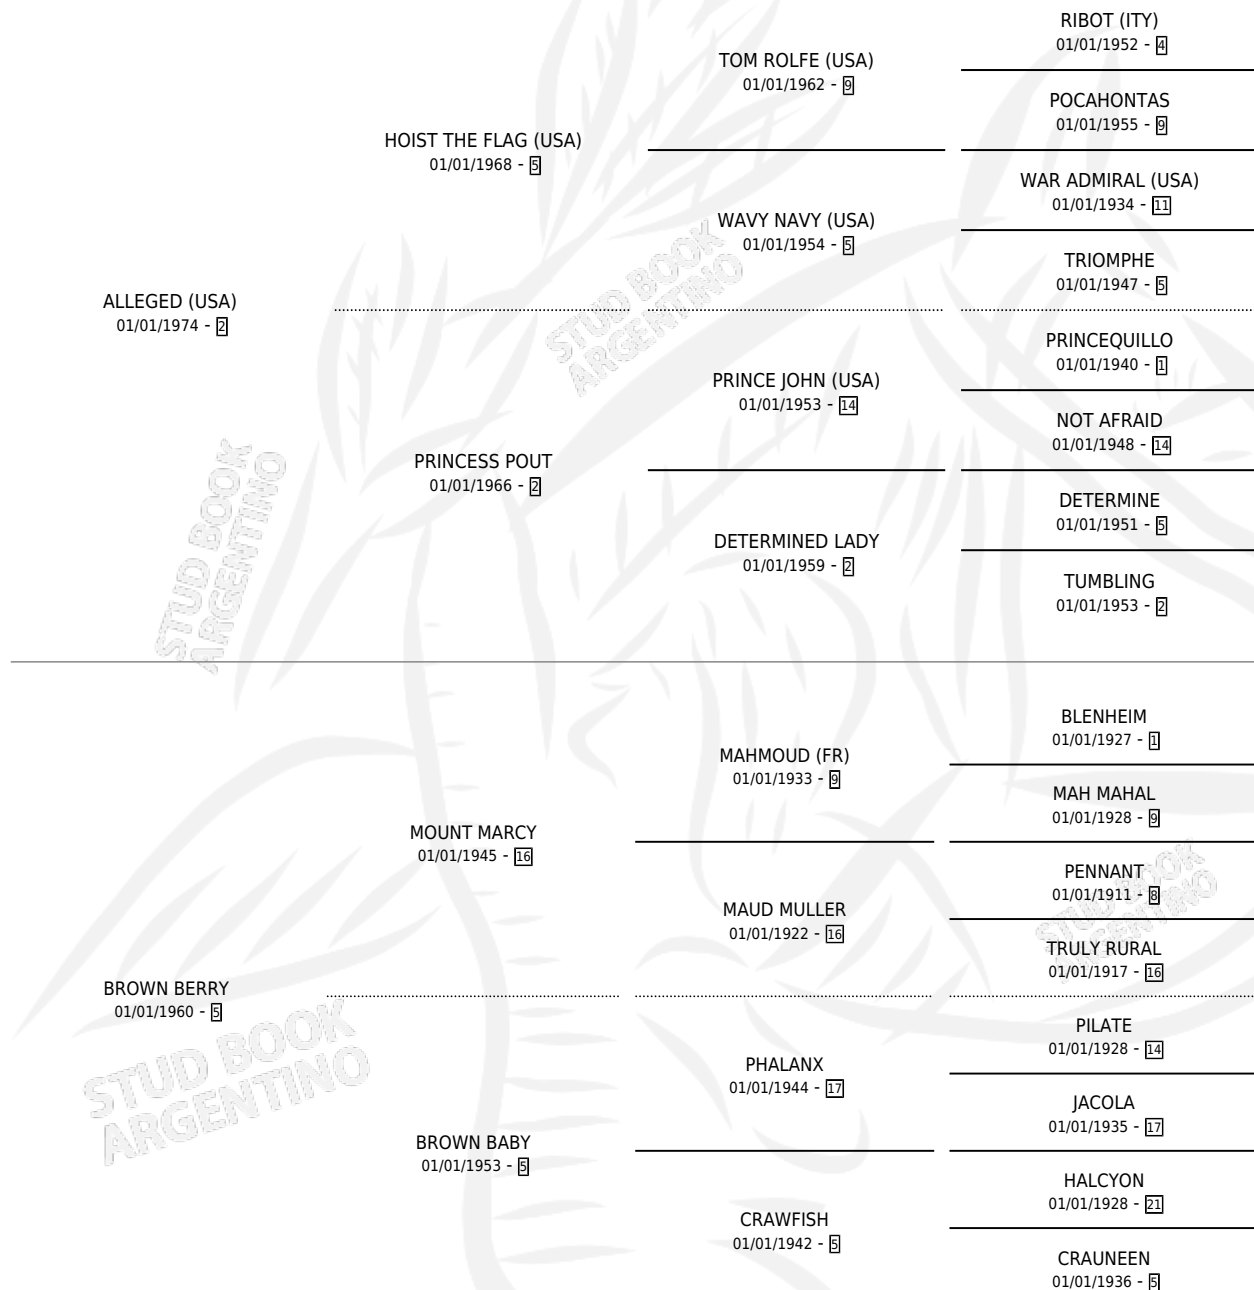 RIBOT (ITY)
01/01/1952 - 4
TOM ROLFE (USA)
01/01/1962 - 9
POCAHONTAS
01/01/1955 - 9
HOIST THE FLAG (USA)
01/01/1968 - 5
WAR ADMIRAL (USA)
01/01/1934 - 11
WAVY NAVY (USA)
01/01/1954 - 5
TRIOMPHE
01/01/1947 - 5
ALLEGED (USA)
01/01/1974 - 2
PRINCEQUILLO
01/01/1940 - 1
PRINCE JOHN (USA)
01/01/1953 - 14
NOT AFRAID
01/01/1948 - 14
PRINCESS POUT
01/01/1966 - 2
DETERMINE
01/01/1951 - 5
DETERMINED LADY
01/01/1959 - 2
TUMBLING
01/01/1953 - 2
BLENHEIM
01/01/1927 - 1
MAHMOUD (FR)
01/01/1933 - 9
MAH MAHAL
01/01/1928 - 9
MOUNT MARCY
01/01/1945 - 16
PENNANT
01/01/1911 - 8
MAUD MULLER
01/01/1922 - 16
TRULY RURAL
01/01/1917 - 16
BROWN BERRY
01/01/1960 - 5
PILATE
01/01/1928 - 14
PHALANX
01/01/1944 - 17
JACOLA
01/01/1935 - 17
BROWN BABY
01/01/1953 - 5
HALCYON
01/01/1928 - 21
CRAWFISH
01/01/1942 - 5
CRAUNEEN
01/01/1936 - 5
STUD BOOK
ARGENTINO
STUD BOOK
ARGENTINO
STUD BOOK
ARGENTINO
STUD BOOK
ARGENTINO